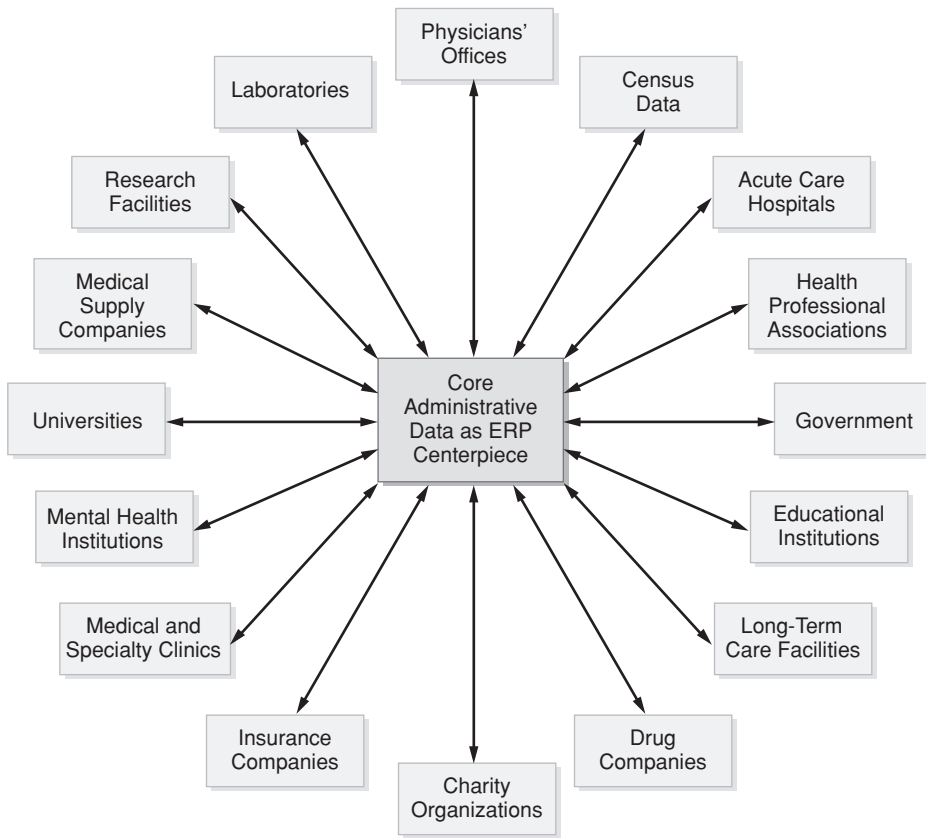 Physicians'
Offices
Laboratories
Census
Data
Research
Facilities
Acute Care
Hospitals
Medical
Supply
Companies
Health
Professional
Associations
Core
Administrative
Data as ERP
Centerpiece
Universities
Government
Mental Health
Institutions
Educational
Institutions
Medical and
Specialty Clinics
Long-Term
Care Facilities
Insurance
Companies
Drug
Companies
Charity
Organizations